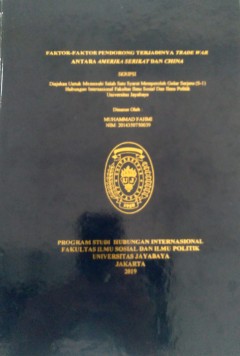 FAKTOR-FAKTOR PENDORONG TERJADINYA TRADE WAR
ANTARA AMERIKA SERIKAT DAN CHINA
SKRIPSI
Diajukan Untuk Memenuhi Salah Satu Syarat Memperoleh Gelar Sarjana (S-1)
Hubungan Internasional Fakultas Ilmu Sosial Dan Ilmu Politik
Universitas Jayabaya
Disusun Oleh
MUHAMMAD FAHMI
NIM
PROGRAM STUDI HUBUNGAN INTERNASIONAL
FAKULTAS ILMU SOSIAL DAN ILMU POLITIK
UNIVERSITAS JAYABAYA
JAKARTA
2019